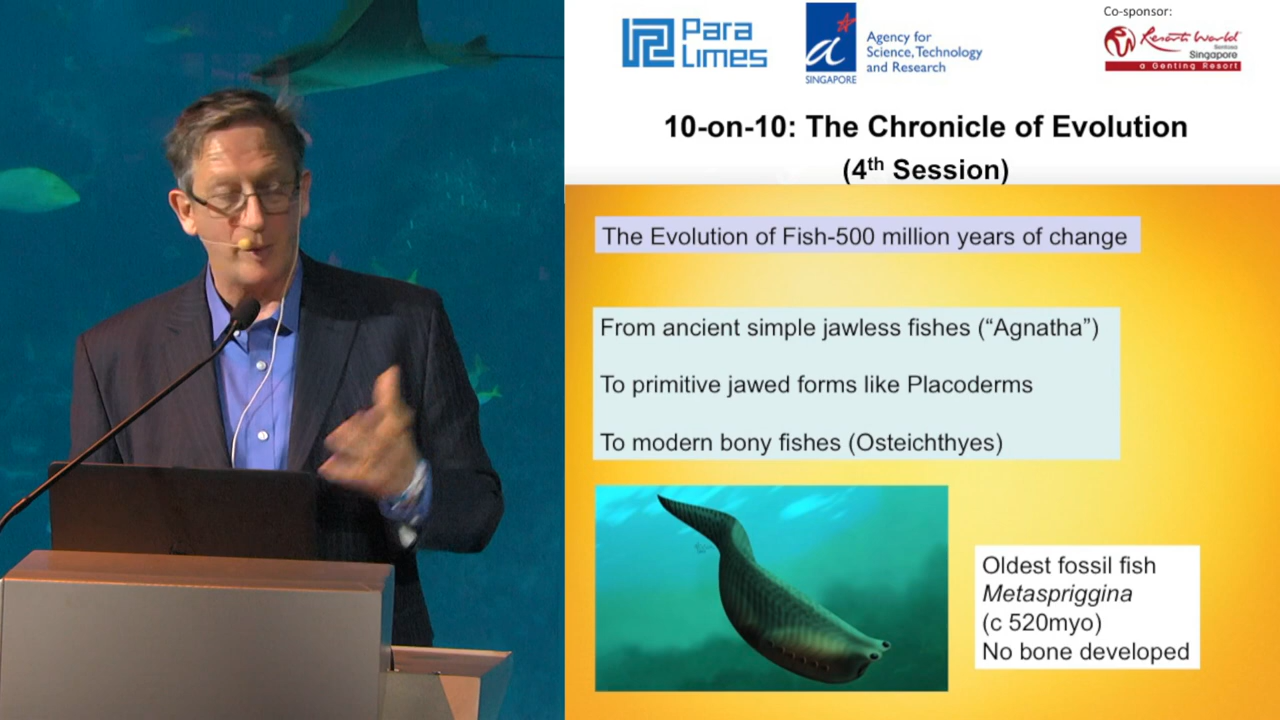 Para
Limes
Agency for
Science, Technology
and Research
SINGAPORE
Co-sponsor:
Resorts World
Sentosa
Singapore
a Genting Resort
10-on-10: The Chronicle of Evolution
(4th Session)
The Evolution of Fish-500 million years of change
From ancient simple jawless fishes (“Agnatha”)
To primitive jawed forms like Placoderms
To modern bony fishes (Osteichthyes)
Oldest fossil fish
Metaspriggina
(c 520myo)
No bone developed